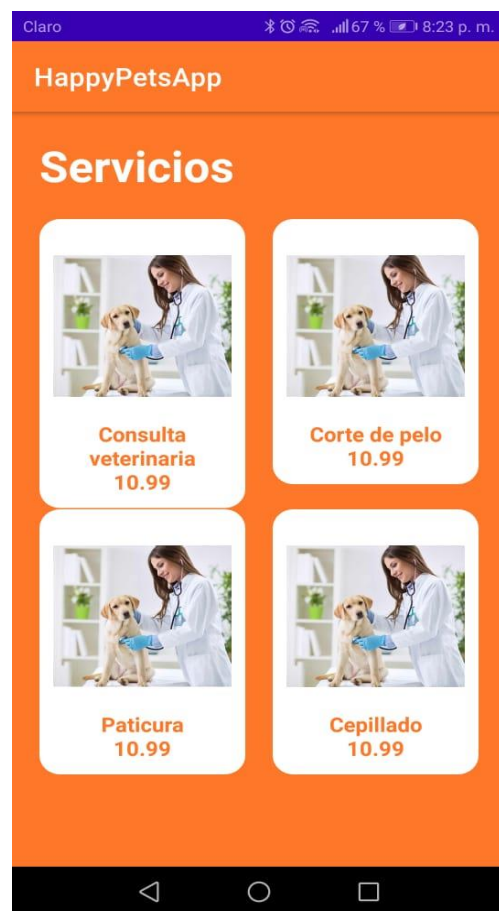 Claro 67 % 8:23 p. m.
HappyPetsApp
Servicios
Consulta
veterinaria
10.99
Corte de pelo
10.99
Paticura
10.99
Cepillado
10.99